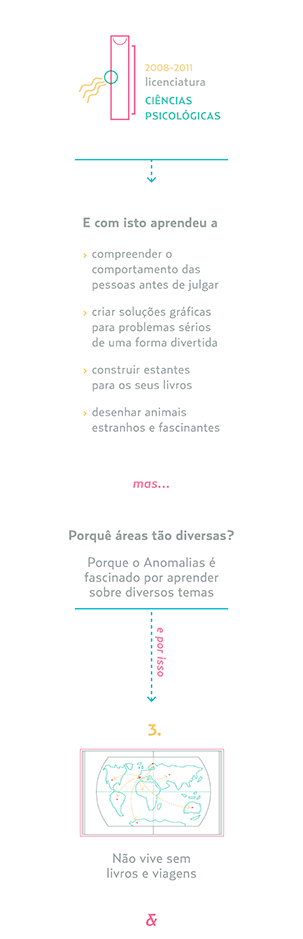 2008-2011
licenciatura
CIÊNCIAS
PSICOLÓGICAS
E com isto aprendeu a
› compreender o
comportamento das
pessoas antes de julgar
› criar soluções gráficas
para problemas sérios
de uma forma divertida
› construir estantes
para os seus livros
› desenhar animais
estranhos e fascinantes
mas...
Porquê áreas tão diversas?
Porque o Anomalias é
fascinado por aprender
sobre diversos temas
e por isso
3.
Não vive sem
livros e viagens
&